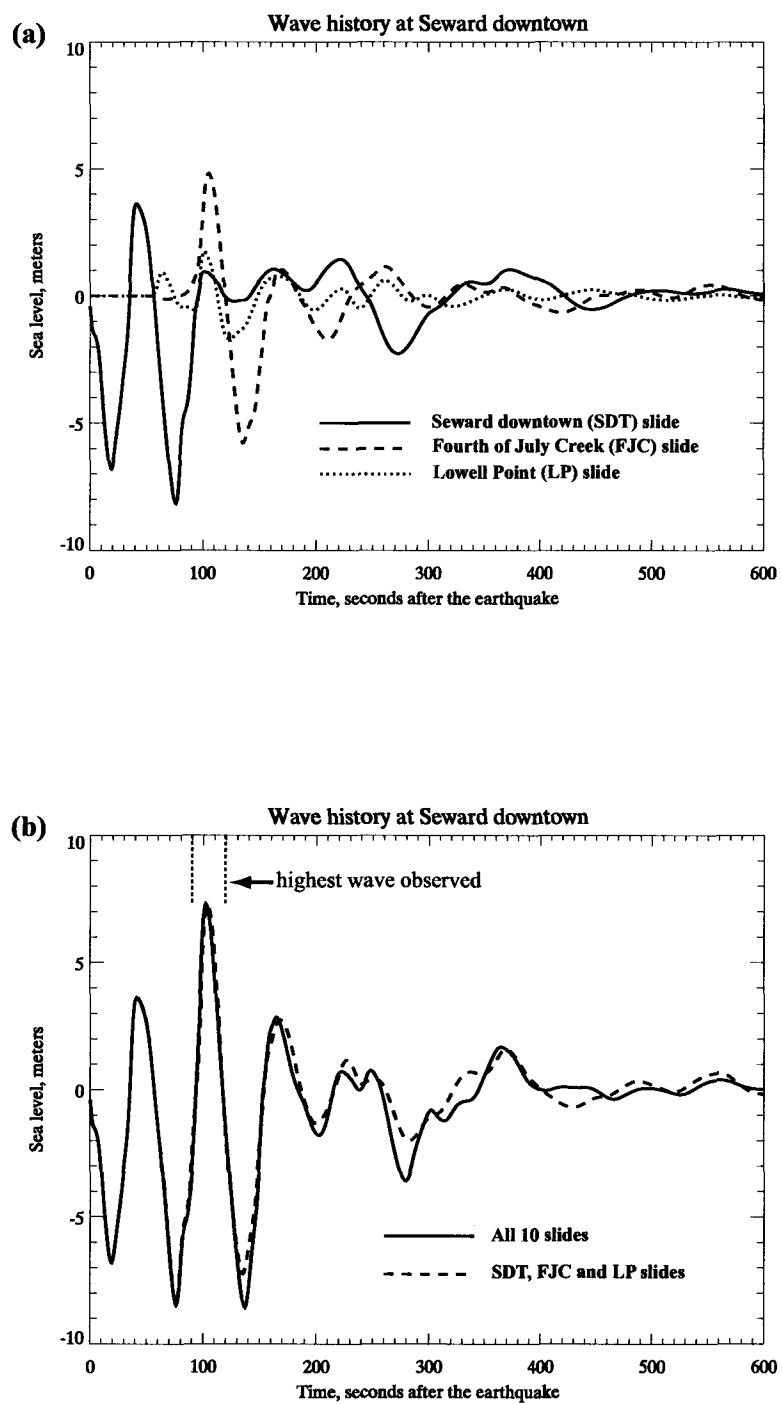 (a)
Wave history at Seward downtown
10
5
0
-5
-10
Sea level, meters
Seward downtown (SDT) slide
Fourth of July Creek (FJC) slide
Lowell Point (LP) slide
0 100 200 300 400 500 600
Time, seconds after the earthquake
(b)
Wave history at Seward downtown
10
highest wave observed
5
0
-5
-10
Sea level, meters
All 10 slides
SDT, FJC and LP slides
0 100 200 300 400 500 600
Time, seconds after the earthquake